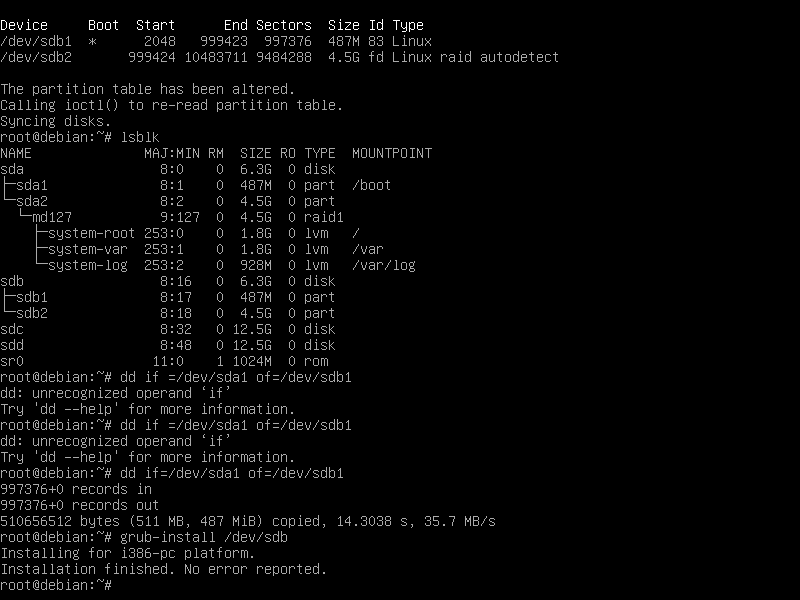 Device     Boot  Start      End Sectors  Size Id Type
/dev/sdb1  *      2048   999423  997376  487M 83 Linux
/dev/sdb2       999424 10483711 9484288  4.5G fd Linux raid autodetect

The partition table has been altered.
Calling ioctl() to re-read partition table.
Syncing disks.
root@debian:~# lsblk
NAME              MAJ:MIN RM   SIZE RO TYPE  MOUNTPOINT
sda                 8:0    0   6.3G  0 disk
├─sda1              8:1    0   487M  0 part  /boot
└─sda2              8:2    0   4.5G  0 part
  └─md127           9:127  0   4.5G  0 raid1
    ├─system-root 253:0    0   1.8G  0 lvm   /
    ├─system-var  253:1    0   1.8G  0 lvm   /var
    └─system-log  253:2    0   928M  0 lvm   /var/log
sdb                 8:16   0   6.3G  0 disk
├─sdb1              8:17   0   487M  0 part
└─sdb2              8:18   0   4.5G  0 part
sdc                 8:32   0  12.5G  0 disk
sdd                 8:48   0  12.5G  0 disk
sr0                11:0    1  1024M  0 rom
root@debian:~# dd if =/dev/sda1 of=/dev/sdb1
dd: unrecognized operand ‘if’
Try 'dd --help' for more information.
root@debian:~# dd if =/dev/sda1 of=/dev/sdb1
dd: unrecognized operand ‘if’
Try 'dd --help' for more information.
root@debian:~# dd if=/dev/sda1 of=/dev/sdb1
997376+0 records in
997376+0 records out
510656512 bytes (511 MB, 487 MiB) copied, 14.3038 s, 35.7 MB/s
root@debian:~# grub-install /dev/sdb
Installing for i386-pc platform.
Installation finished. No error reported.
root@debian:~#